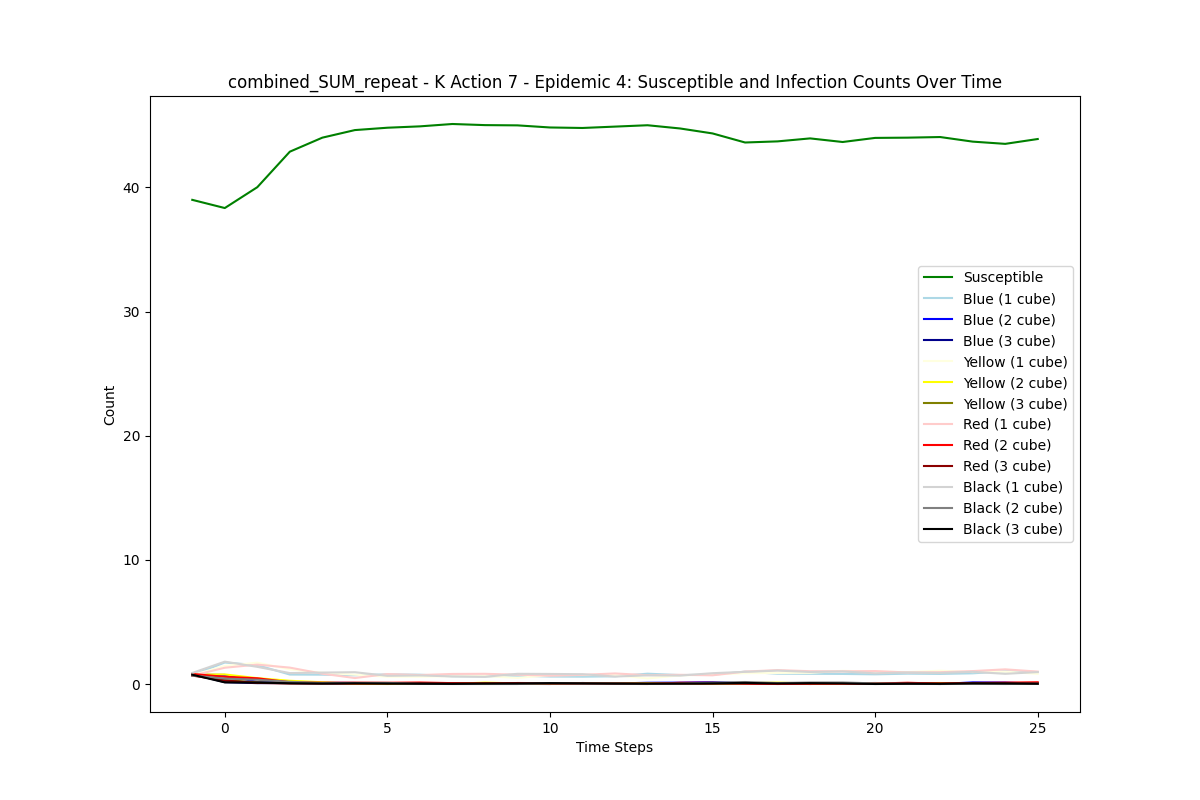 combined_SUM_repeat - K Action 7 - Epidemic 4: Susceptible and Infection Counts Over Time
Count
40
30
20
10
0
Susceptible
Blue (1 cube)
Blue (2 cube)
Blue (3 cube)
Yellow (1 cube)
Yellow (2 cube)
Yellow (3 cube)
Red (1 cube)
Red (2 cube)
Red (3 cube)
Black (1 cube)
Black (2 cube)
Black (3 cube)
0 5 10 15 20 25
Time Steps